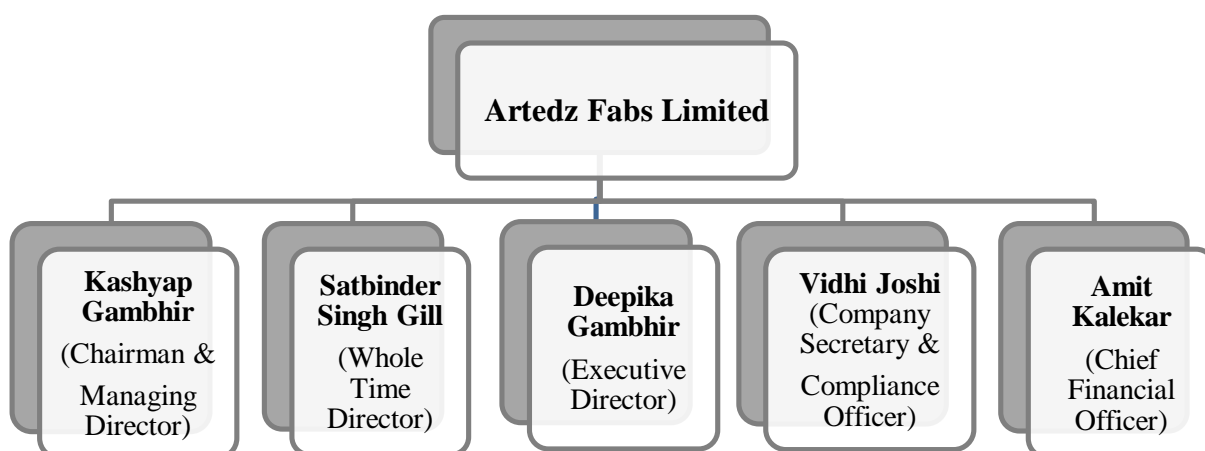 Artedz Fabs Limited
Kashyap
Gambhir
(Chairman &
Managing
Director)
Satbinder
Singh Gill
(Whole
Time
Director)
Deepika
Gambhir
(Executive
Director)
Vidhi Joshi
(Company
Secretary &
Compliance
Officer)
Amit
Kalekar
(Chief
Financial
Officer)